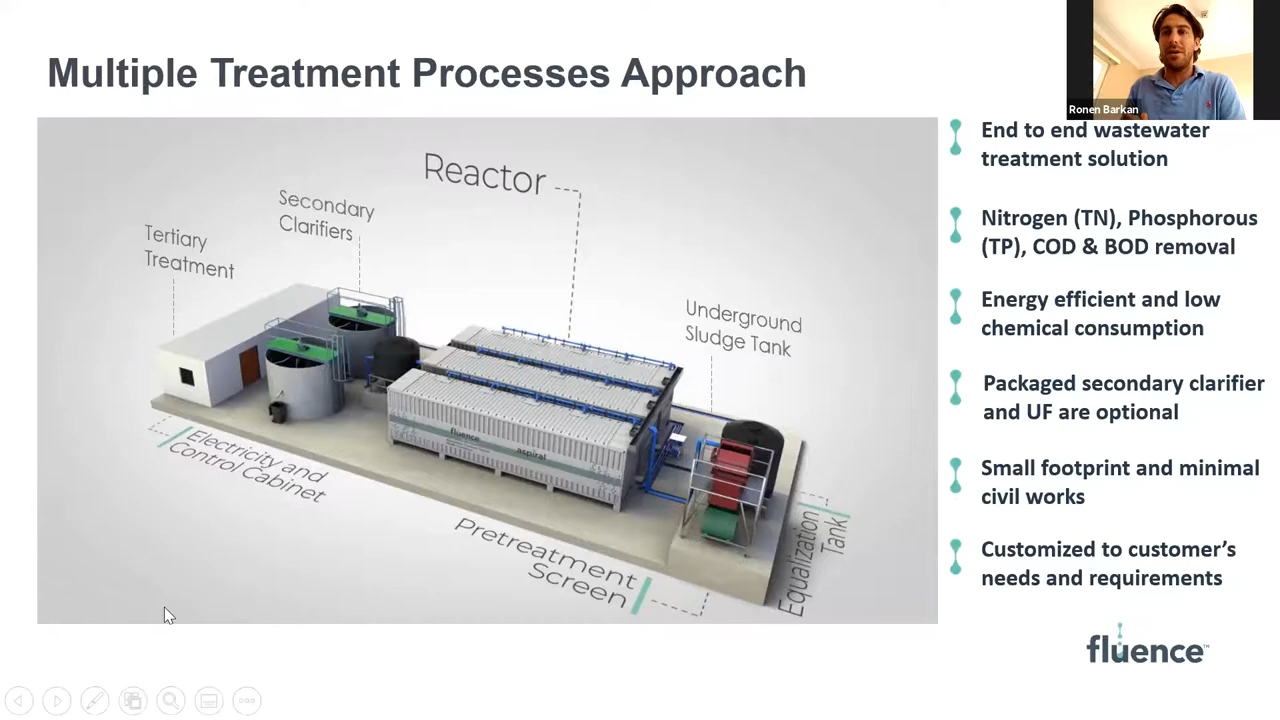 Multiple Treatment Processes Approach
Ronen Barkan
Reactor
Secondary
Clarifiers
Tertiary
Treatment
Underground
Sludge Tank
fluence
aspiral
Electricity and
Control Cabinet
Pretreatment
Screen
Equalization
Tank
End to end wastewater
treatment solution
Nitrogen (TN), Phosphorous
(TP), COD & BOD removal
Energy efficient and low
chemical consumption
Packaged secondary clarifier
and UF are optional
Small footprint and minimal
civil works
Customized to customer’s
needs and requirements
fluence™